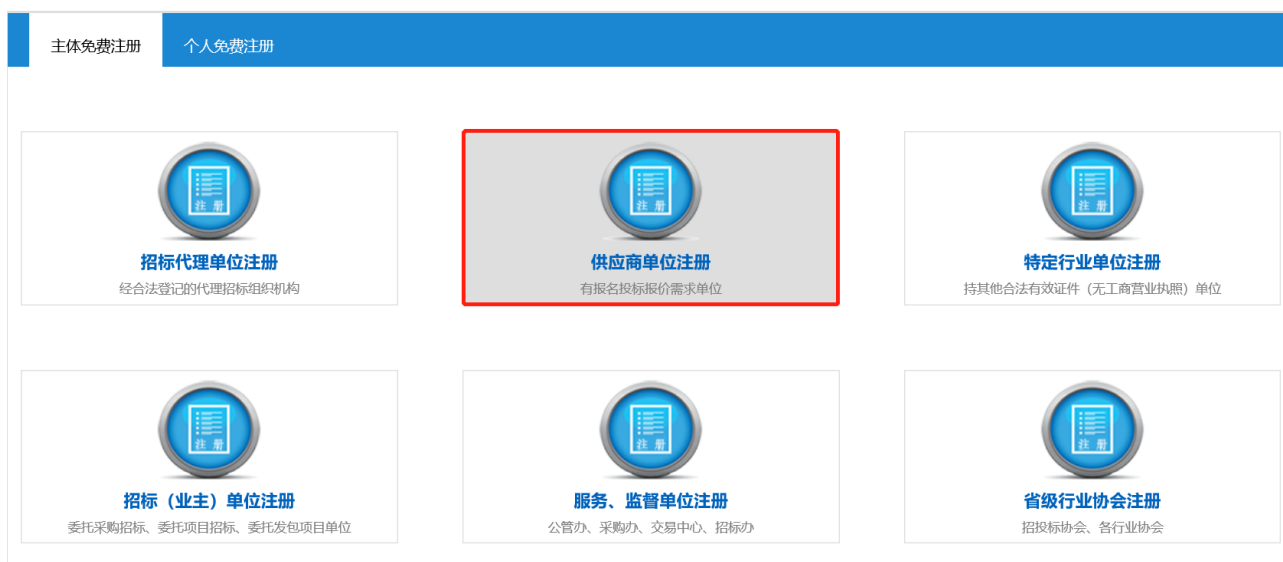 主体免费注册 个人免费注册
注册 注册 注册
招标代理单位注册 供应商单位注册 特定行业单位注册
经合法登记的代理招标组织机构 有报名投标报价需求单位 持其他合法有效证件（无工商营业执照）单位
注册 注册 注册
招标（业主）单位注册 服务、监督单位注册 省级行业协会注册
委托采购招标、委托项目招标、委托发包项目单位 公管办、采购办、交易中心、招标办 招投标协会、各行业协会